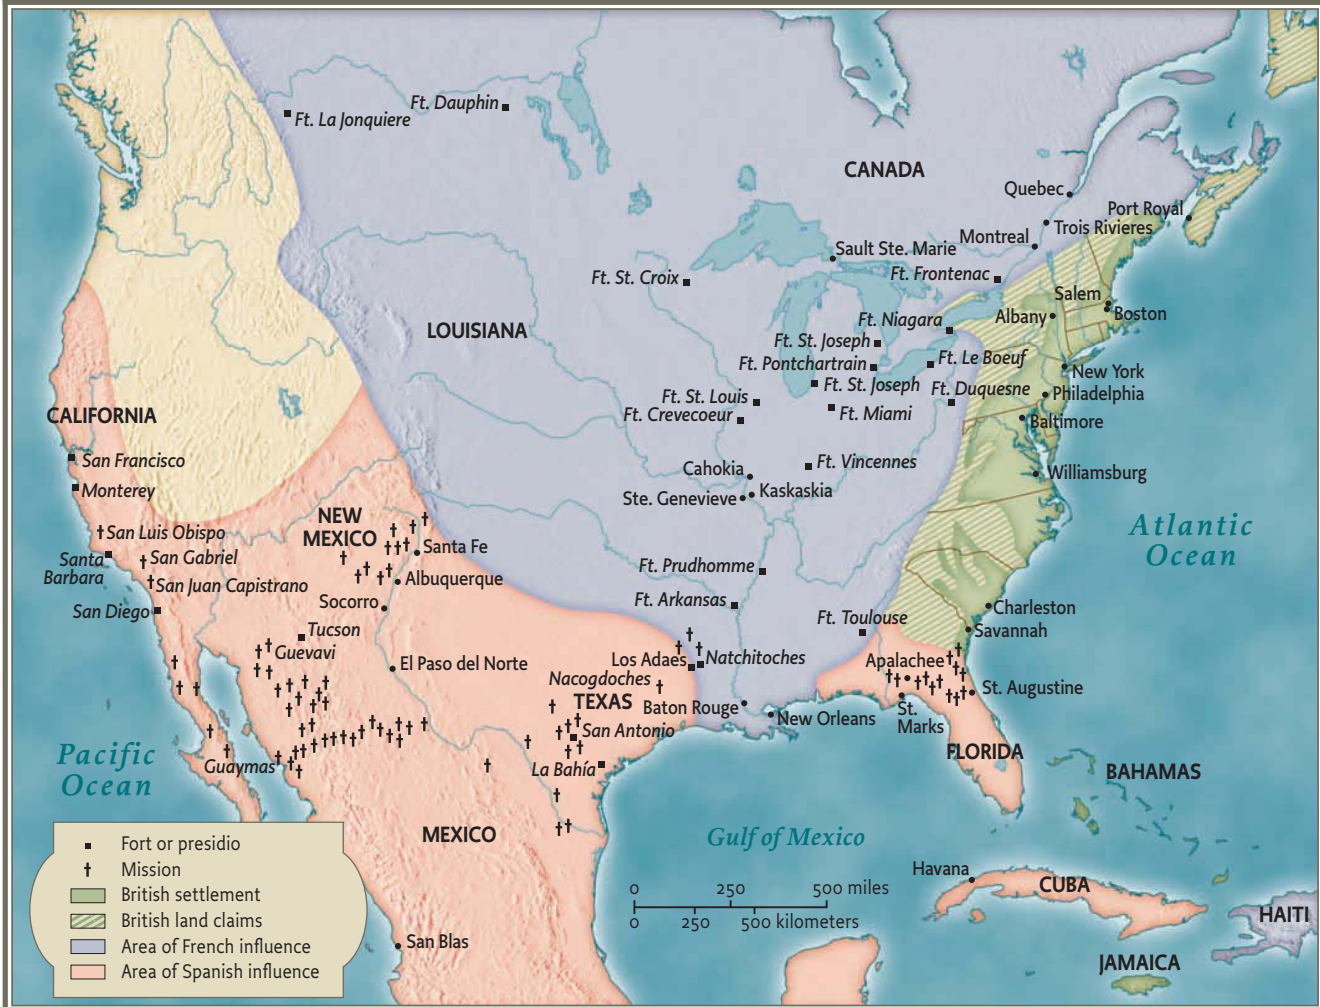 Ft. Dauphin
Ft. La Jonquiere
CANADA
Quebec
Port Royal
Trois Rivieres
Montreal
Sault Ste. Marie
Ft. Frontenac
Ft. St. Croix
Salem
Boston
Albany
Ft. Niagara
LOUISIANA
Ft. St. Joseph
Ft. Le Boeuf
Ft. Pontchartrain
New York
Ft. St. Joseph
Ft. Duquesne
Philadelphia
Ft. St. Louis
Ft. Miami
Ft. Crevecoeur
Baltimore
CALIFORNIA
San Francisco
Cahokia
Ft. Vincennes
Williamsburg
Monterey
Ste. Genevieve
Kaskaskia
NEW
MEXICO
San Luis Obispo
Atlantic
Ocean
Santa
Barbara
San Gabriel
Santa Fe
San Juan Capistrano
Albuquerque
Ft. Prudhomme
San Diego
Socorro
Ft. Arkansas
Charleston
Ft. Toulouse
Savannah
Tucson
Guevavi
El Paso del Norte
Los Adaes
Natchitoches
Apalachee
Nacogdoches
St. Augustine
TEXAS
Baton Rouge
New Orleans
St.
Marks
San Antonio
FLORIDA
Pacific
Ocean
Guaymas
La Bahía
BAHAMAS
MEXICO
Gulf of Mexico
Havana
CUBA
HAITI
JAMAICA
San Blas
0 250 500 miles
0 250 500 kilometers
Fort or presidio
Mission
British settlement
British land claims
Area of French influence
Area of Spanish influence